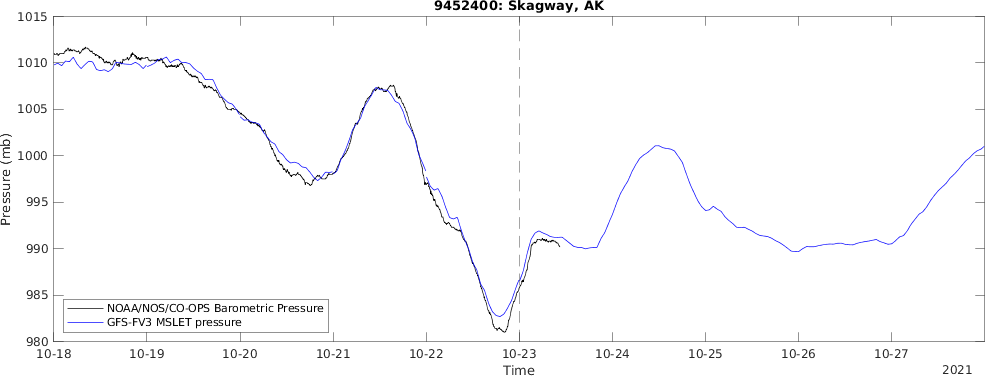 9452400: Skagway, AK
1015
1010
1005
1000
995
990
985
980
Pressure (mb)
NOAA/NOS/CO-OPS Barometric Pressure
GFS-FV3 MSLET pressure
10-18 10-19 10-20 10-21 10-22 10-23 10-24 10-25 10-26 10-27
Time
2021